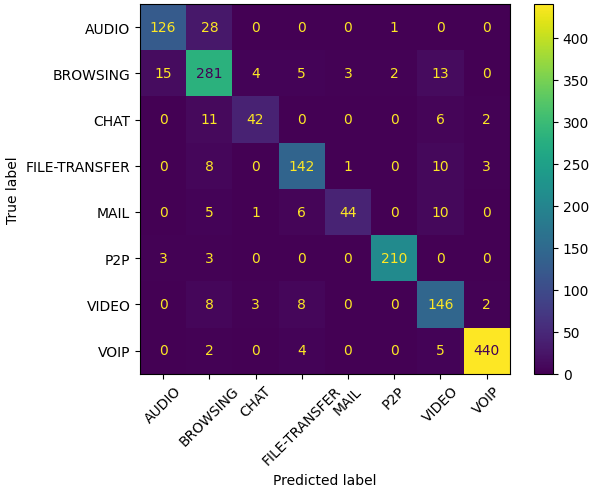 AUDIO 126 28 0 0 0 1 0 0
BROWSING 15 281 4 5 3 2 13 0
CHAT 0 11 42 0 0 0 6 2
FILE-TRANSFER 0 8 0 142 1 0 10 3
MAIL 0 5 1 6 44 0 10 0
P2P 3 3 0 0 0 210 0 0
VIDEO 0 8 3 8 0 0 146 2
VOIP 0 2 0 4 0 0 5 440
True label
AUDIO BROWSING CHAT FILE-TRANSFER MAIL P2P VIDEO VOIP
Predicted label
400
350
300
250
200
150
100
50
0